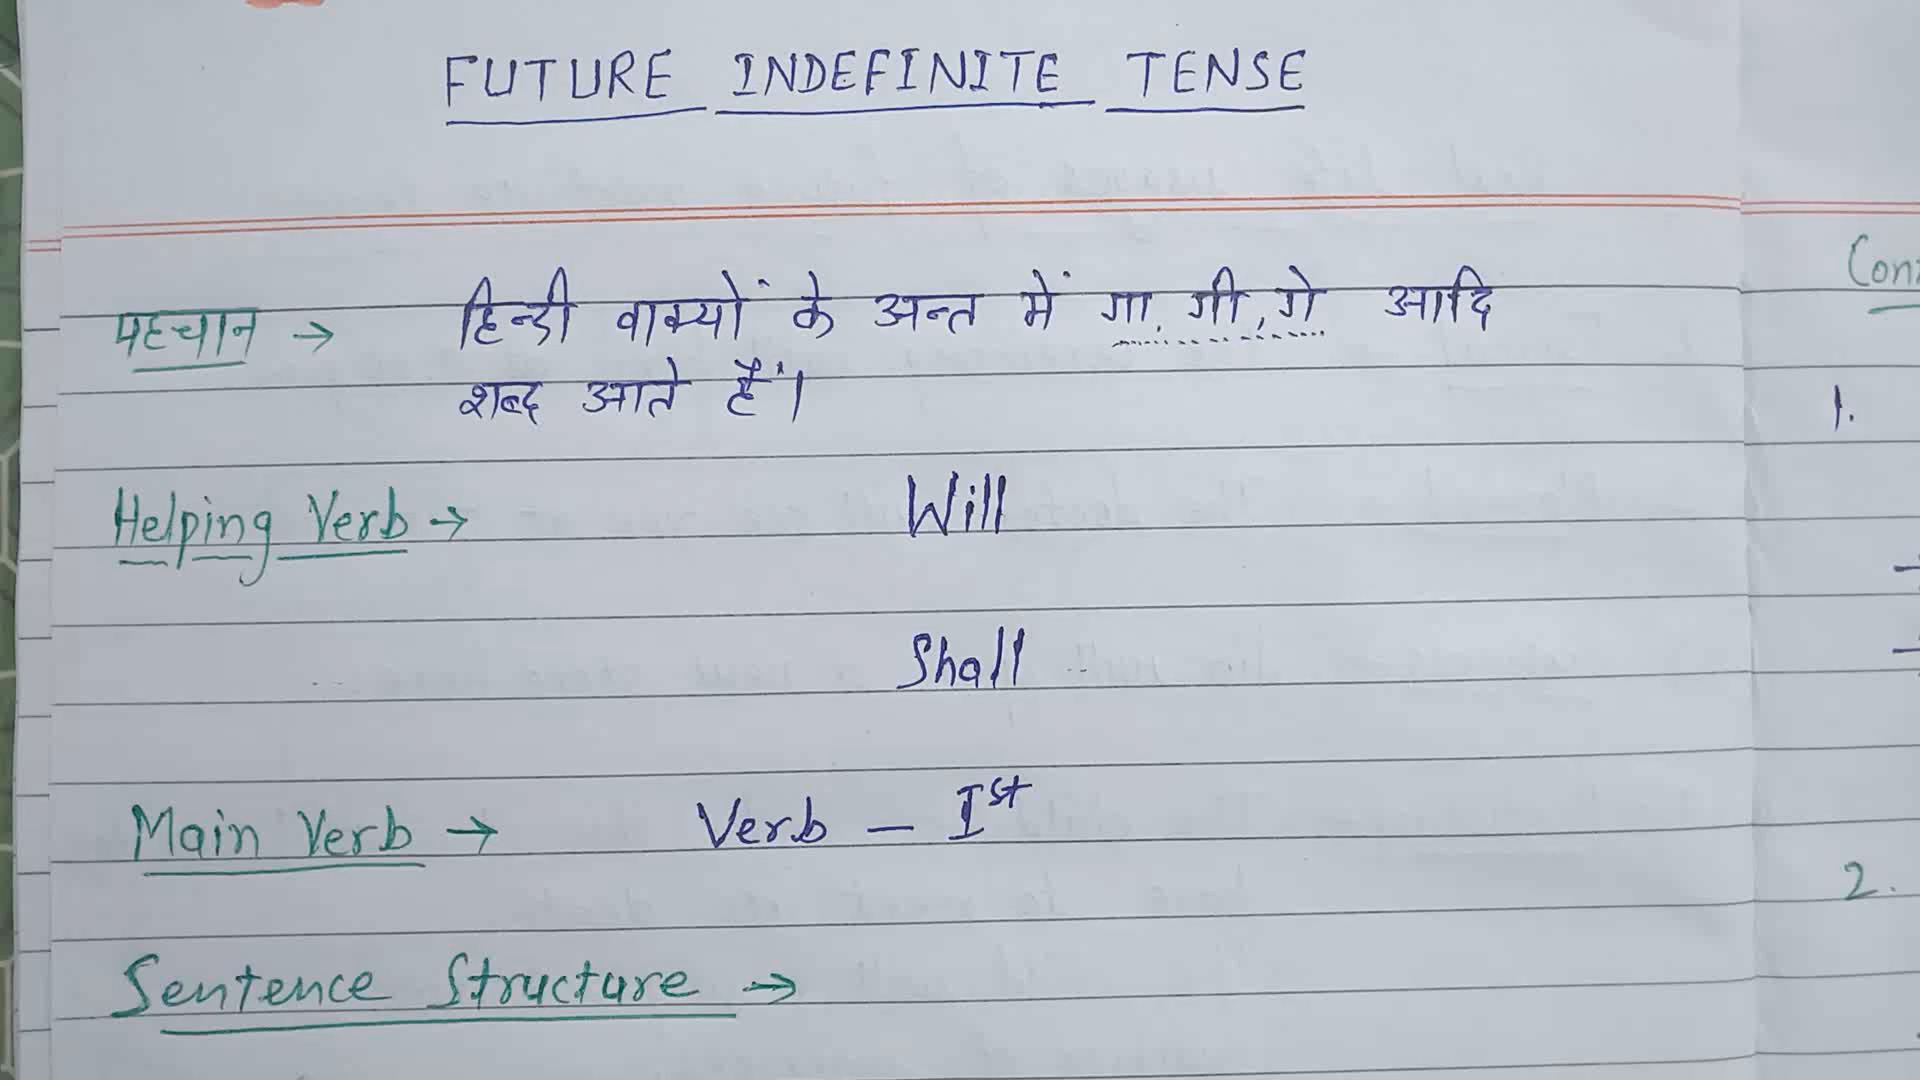 FUTURE INDEFINITE TENSE
पहचान → हिन्दी वाक्यों के अन्त में गा, गी, गे आदि
शब्द आते हैं।
Helping Verb → Will
Shall
Main Verb → Verb – Ist
Sentence Structure →
1.
2.